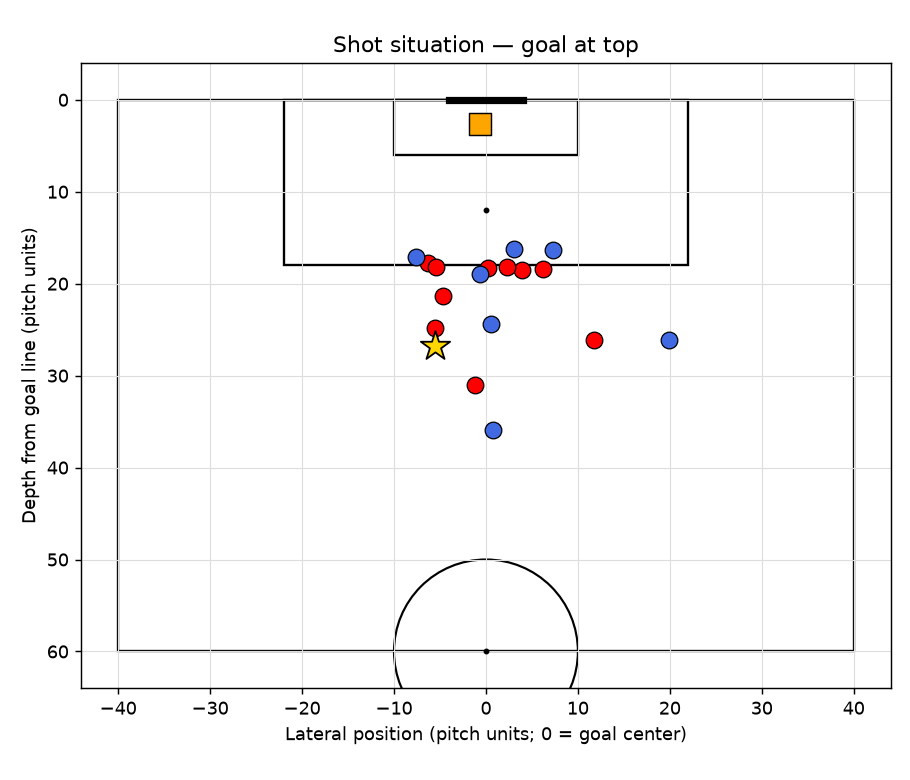 Shot situation — goal at top
Depth from goal line (pitch units)
0
10
20
30
40
50
60
−40 −30 −20 −10 0 10 20 30 40
Lateral position (pitch units; 0 = goal center)